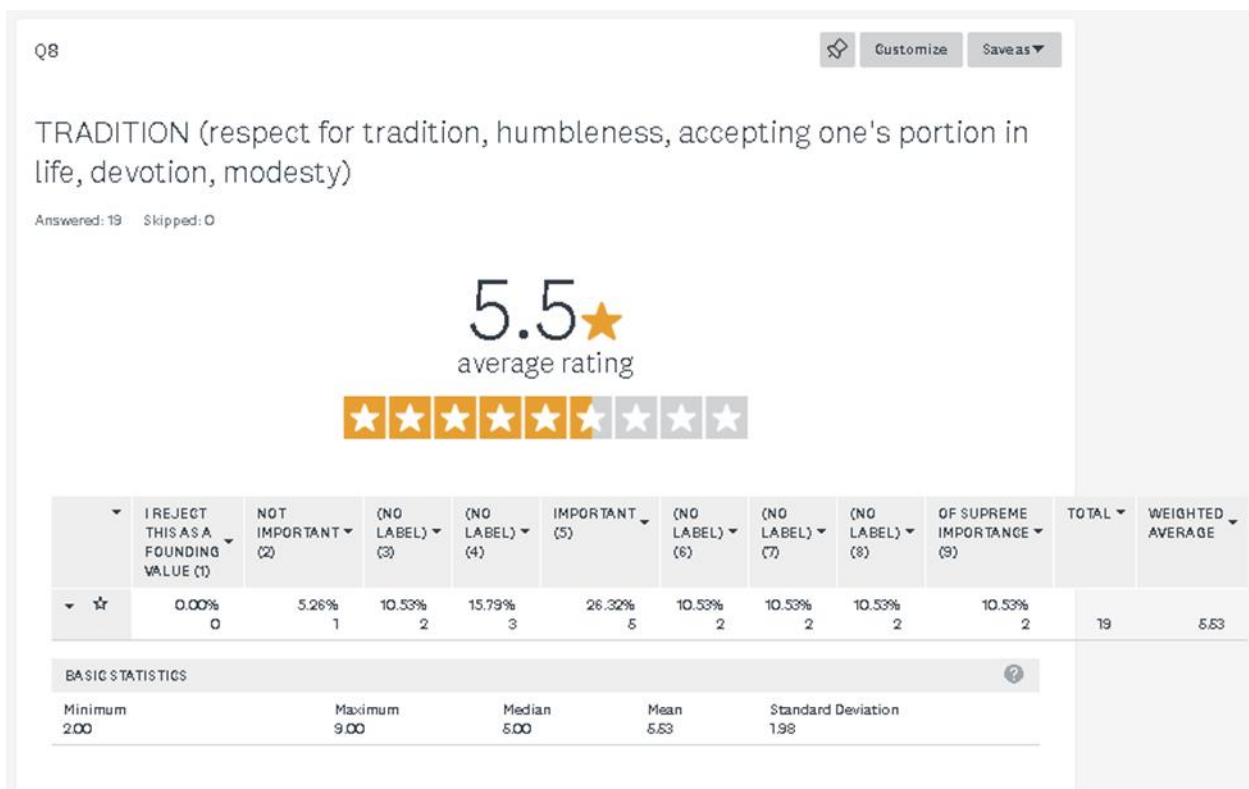 Q8
Customize
Save as
TRADITION (respect for tradition, humbleness, accepting one's portion in
life, devotion, modesty)
Answered: 19 Skipped: 0
5.5
average rating
I REJECT THIS AS A FOUNDING VALUE (1)
NOT IMPORTANT (2)
(NO LABEL) (3)
(NO LABEL) (4)
IMPORTANT (5)
(NO LABEL) (6)
(NO LABEL) (7)
(NO LABEL) (8)
OF SUPREME IMPORTANCE (9)
TOTAL
WEIGHTED AVERAGE
0.00% 5.26% 10.53% 15.79% 26.32% 10.53% 10.53% 10.53% 10.53%
0 1 2 3 5 2 2 2 2 19 5.53
BASIC STATISTICS
Minimum Maximum Median Mean Standard Deviation
2.00 9.00 5.00 5.53 1.98